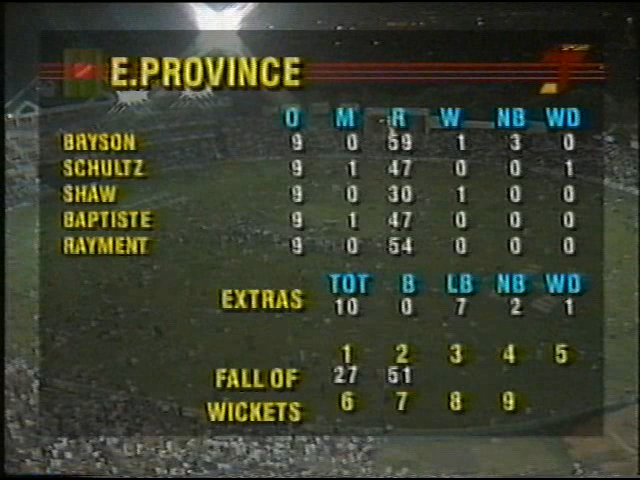 E.PROVINCE
O M R W NB WD
BRYSON 9 0 59 1 3 0
SCHULTZ 9 1 47 0 0 1
SHAW 9 0 30 1 0 0
BAPTISTE 9 1 47 0 0 0
RAYMENT 9 0 54 0 0 0
TOT B LB NB WD
EXTRAS 10 0 7 2 1
1 2 3 4 5
FALL OF 27 51
WICKETS 6 7 8 9